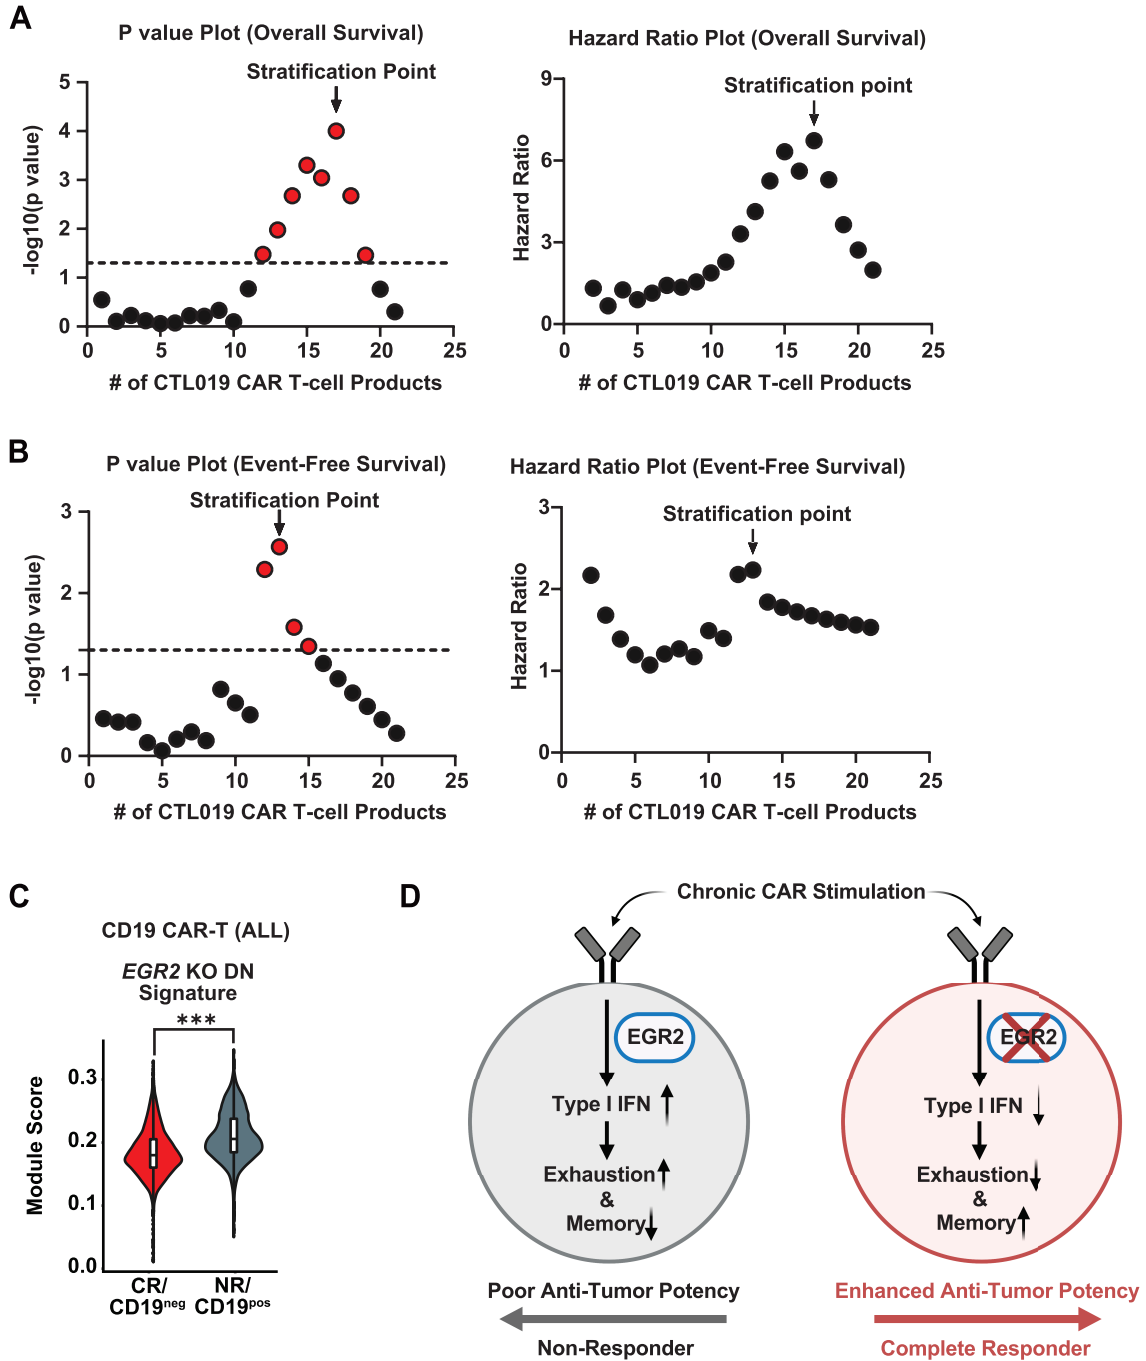 A
P value Plot (Overall Survival)
Stratification Point
-log10(p value)
5
4
3
2
1
0
0 5 10 15 20 25
# of CTL019 CAR T-cell Products
Hazard Ratio Plot (Overall Survival)
Stratification point
Hazard Ratio
9
6
3
0
0 5 10 15 20 25
# of CTL019 CAR T-cell Products
B
P value Plot (Event-Free Survival)
Stratification Point
-log10(p value)
3
2
1
0
0 5 10 15 20 25
# of CTL019 CAR T-cell Products
Hazard Ratio Plot (Event-Free Survival)
Stratification point
Hazard Ratio
3
2
1
0
0 5 10 15 20 25
# of CTL019 CAR T-cell Products
C
CD19 CAR-T (ALL)
EGR2 KO DN
Signature
***
Module Score
0.3
0.2
0.1
0.0
CR/
CD19neg
NR/
CD19pos
D
Chronic CAR Stimulation
EGR2
Type I IFN
Exhaustion
&
Memory
Poor Anti-Tumor Potency
Non-Responder
EGR2
Type I IFN
Exhaustion
&
Memory
Enhanced Anti-Tumor Potency
Complete Responder